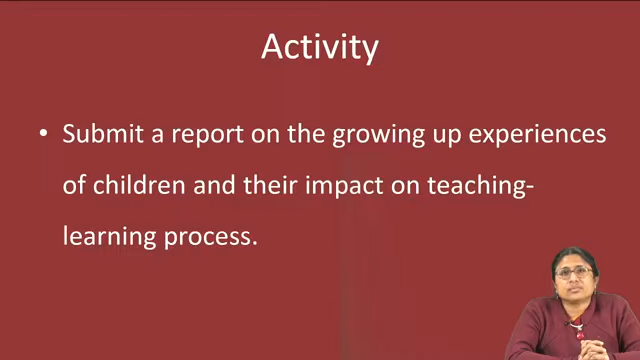 Activity
• Submit a report on the growing up experiences
of children and their impact on teaching-
learning process.